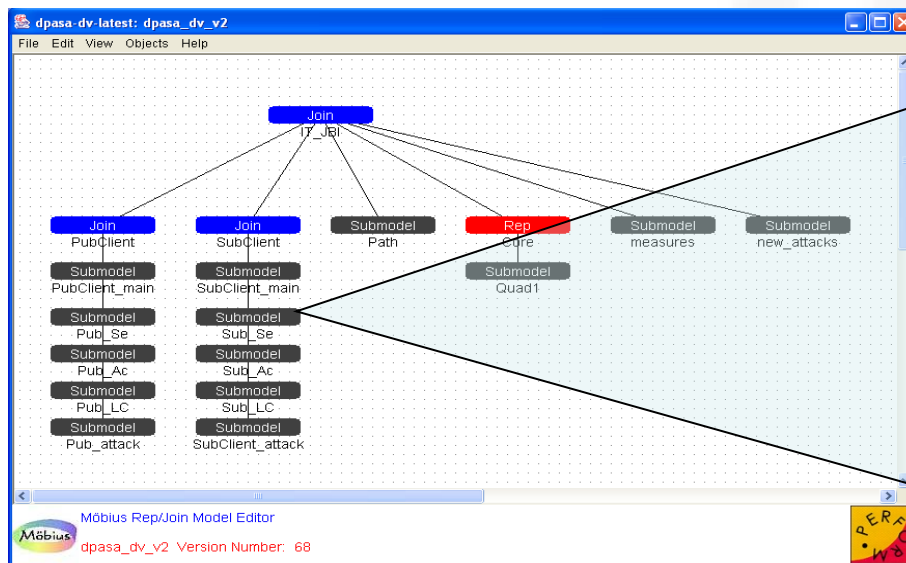 dpasa-dv-latest: dpasa_dv_v2
File Edit View Objects Help
Join
IT_JBI
Join Join Submodel Rep Submodel Submodel
PubClient SubClient Path Core measures new_attacks
Submodel Submodel Submodel
PubClient_main SubClient_main Quad1
Submodel Submodel
Pub_Se Sub_Se
Submodel Submodel
Pub_Ac Sub_Ac
Submodel Submodel
Pub_LC Sub_LC
Submodel Submodel
Pub_attack SubClient_attack
Möbius Rep/Join Model Editor
Möbius
dpasa_dv_v2 Version Number: 68
PERFORM